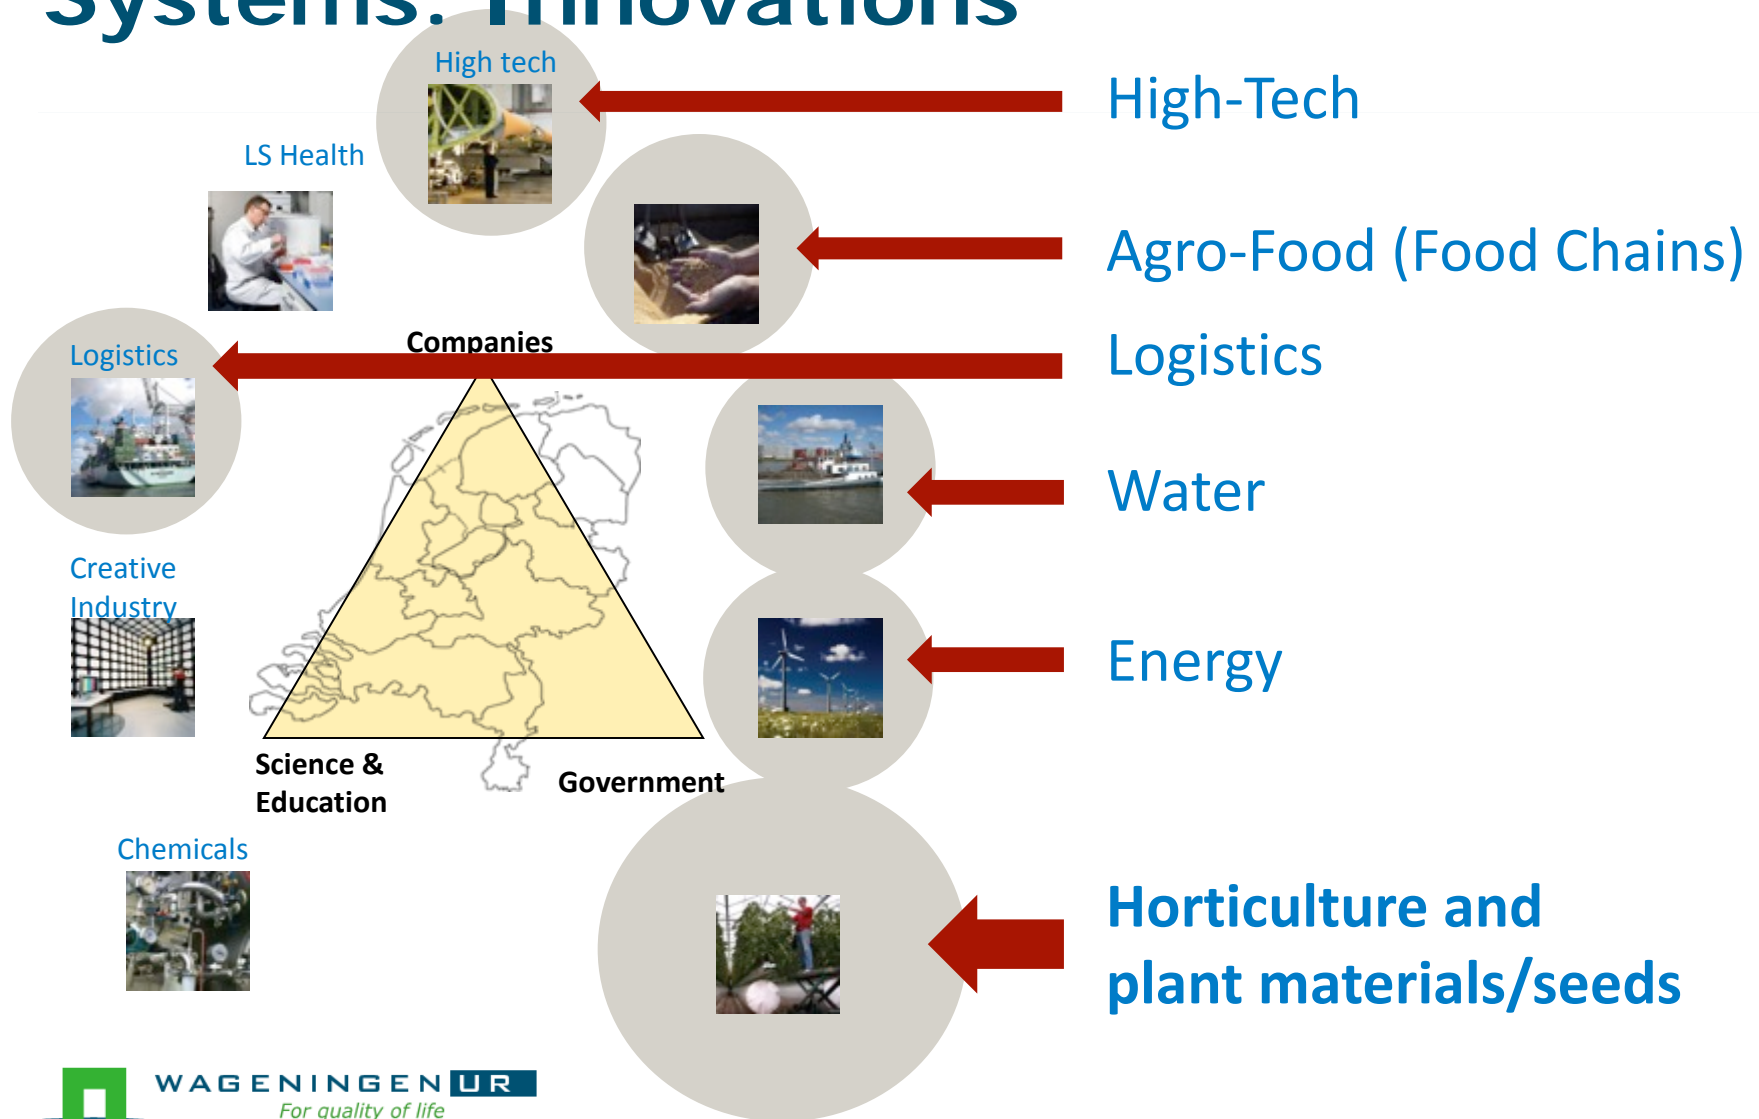 Systems: Innovations
High tech
High-Tech
LS Health
Agro-Food (Food Chains)
Companies
Logistics
Logistics
Water
Creative
Industry
Energy
Science &
Education
Government
Chemicals
Horticulture and
plant materials/seeds
WAGENINGEN UR
For quality of life